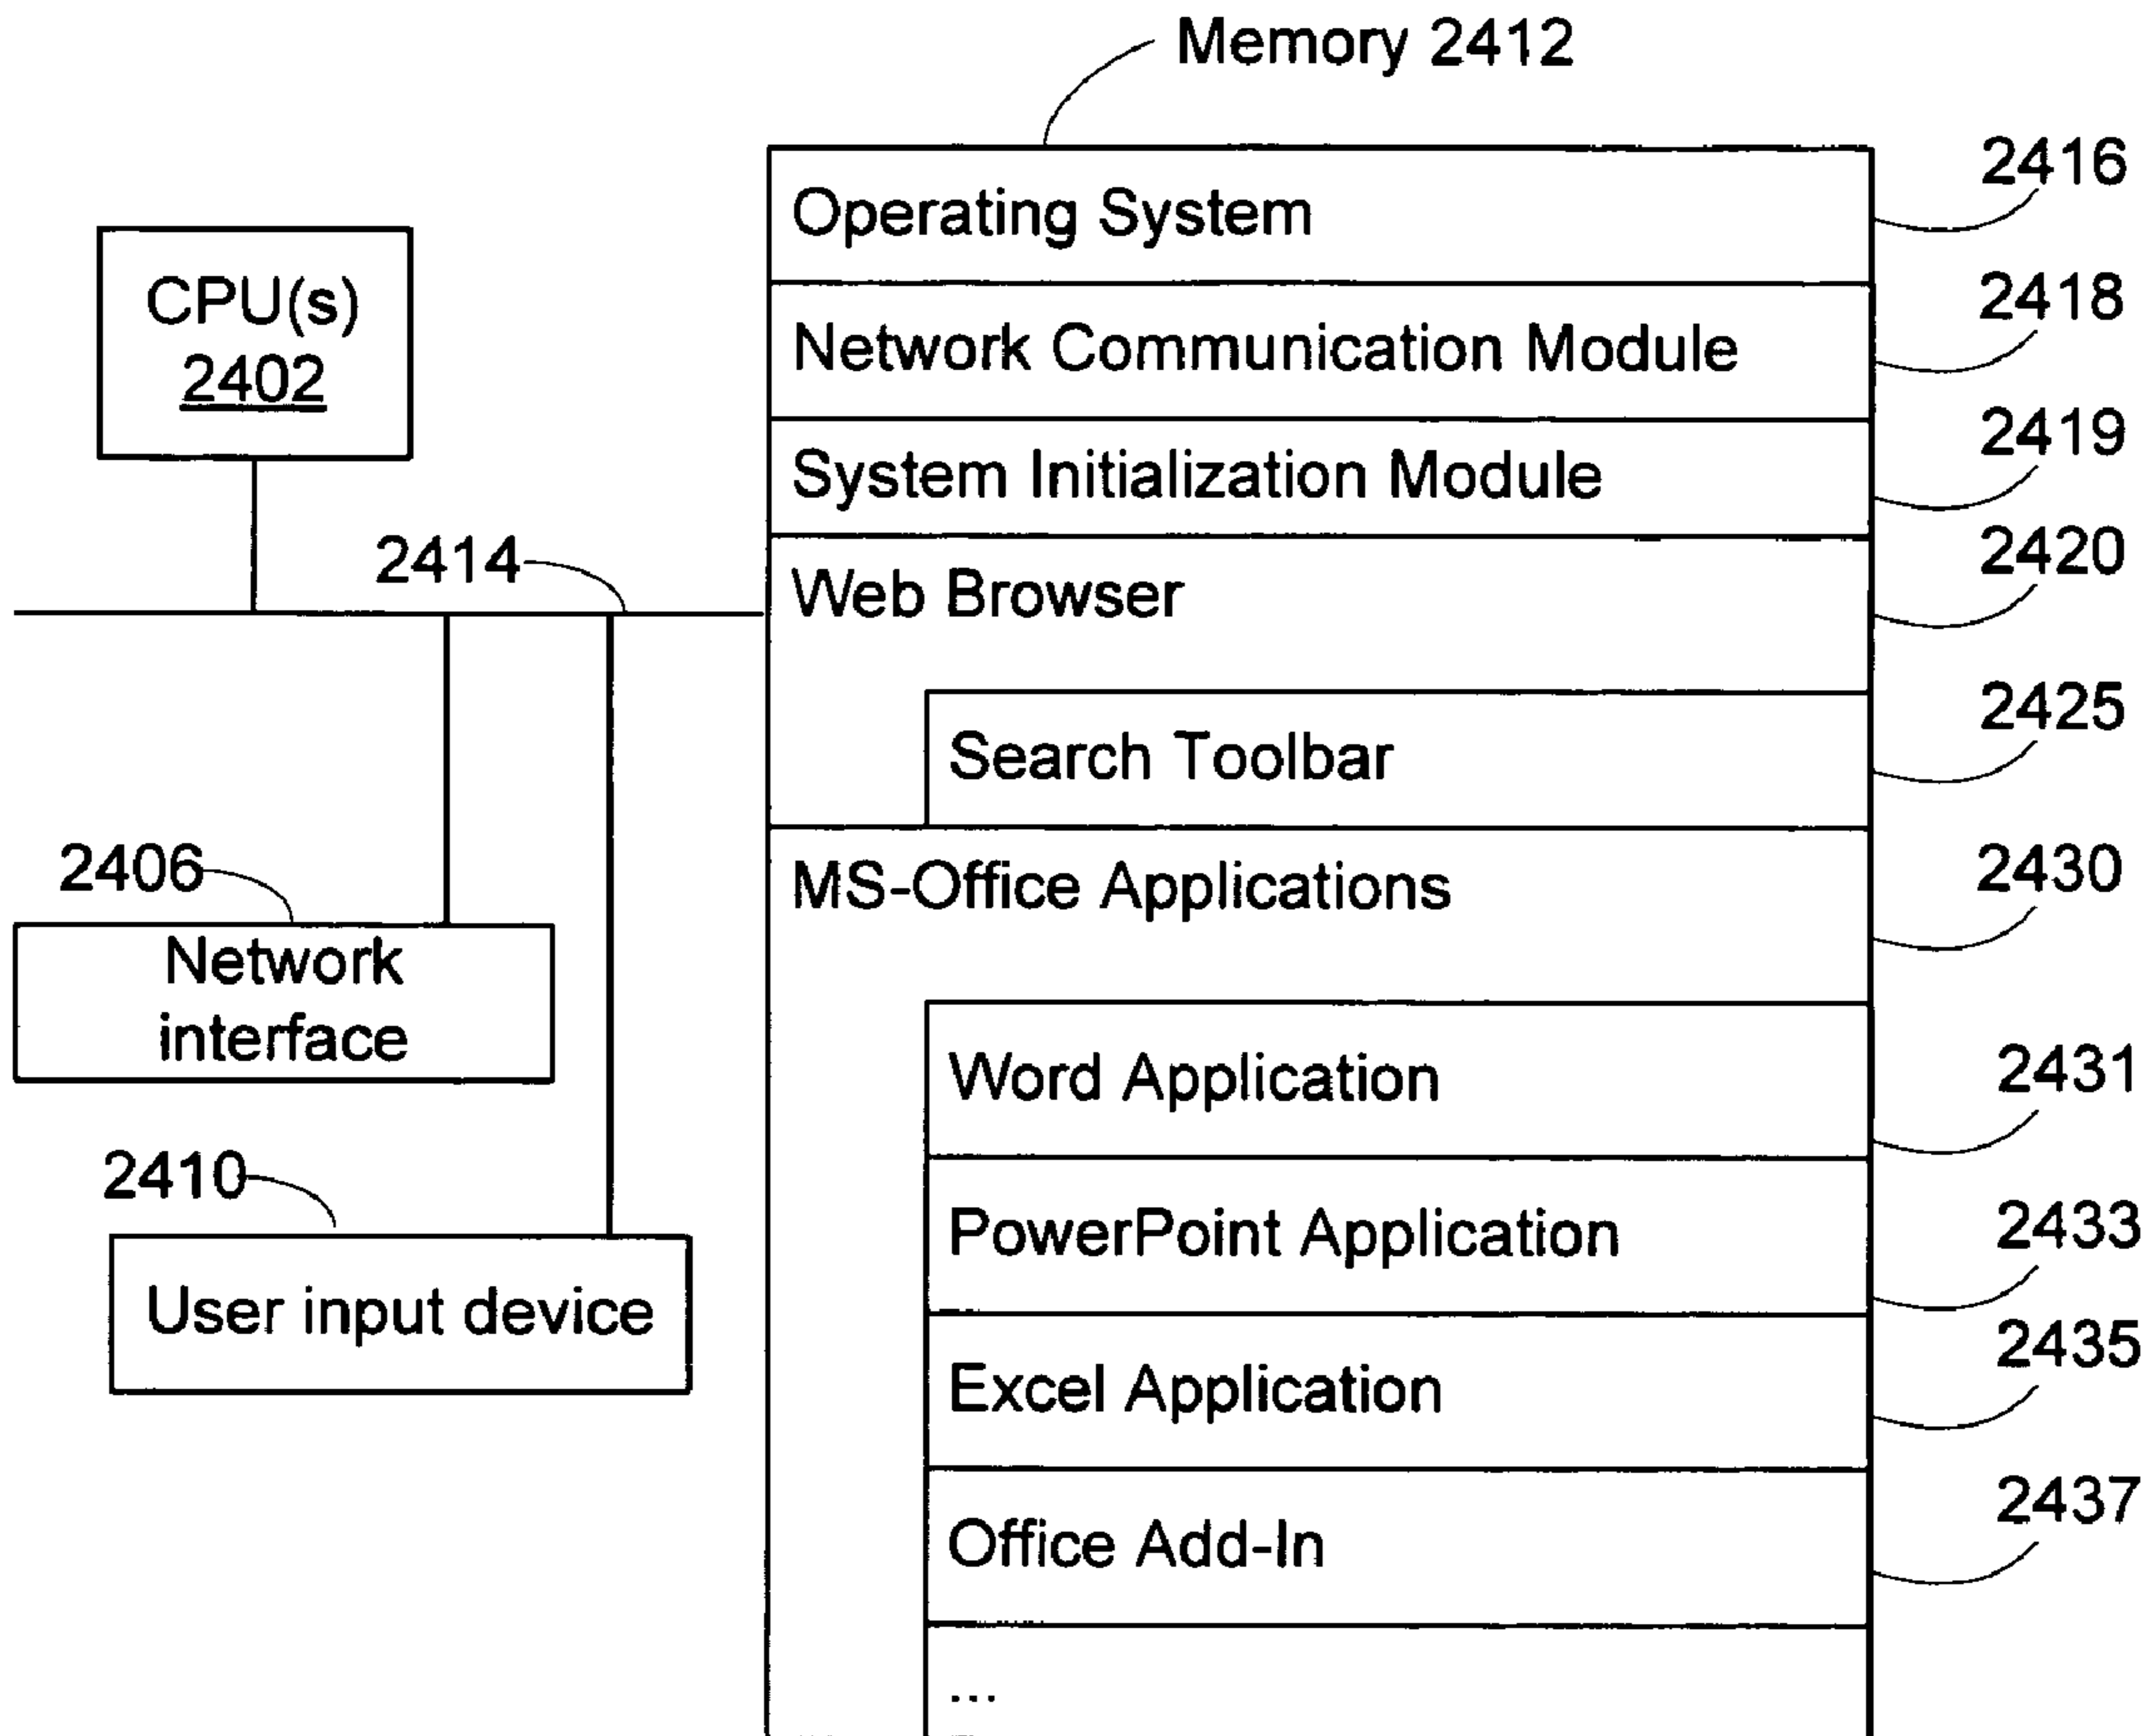 Memory 2412
Operating System
2416
CPU(s)
2402
Network Communication Module
2418
System Initialization Module
2419
2414
Web Browser
2420
Search Toolbar
2425
2406
Network
interface
MS-Office Applications
2430
Word Application
2431
2410
User input device
PowerPoint Application
2433
Excel Application
2435
Office Add-In
2437
...